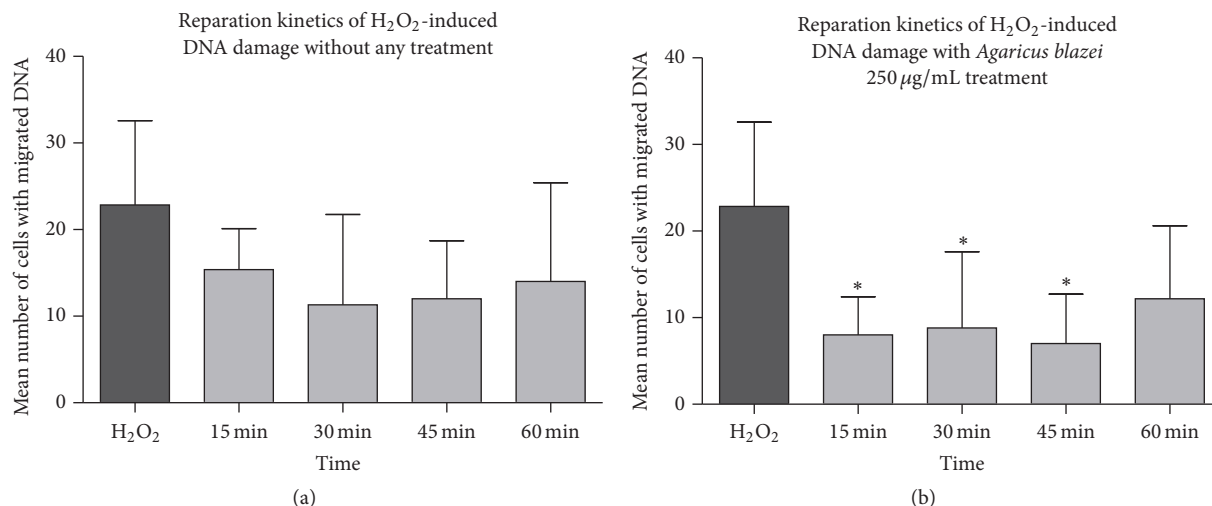 Reparation kinetics of H₂O₂-induced
DNA damage without any treatment
Mean number of cells with migrated DNA
40
30
20
10
0
H₂O₂ 15 min 30 min 45 min 60 min
Time
(a)
Reparation kinetics of H₂O₂-induced
DNA damage with Agaricus blazei
250 μg/mL treatment
Mean number of cells with migrated DNA
40
30
20
10
0
* * *
H₂O₂ 15 min 30 min 45 min 60 min
Time
(b)